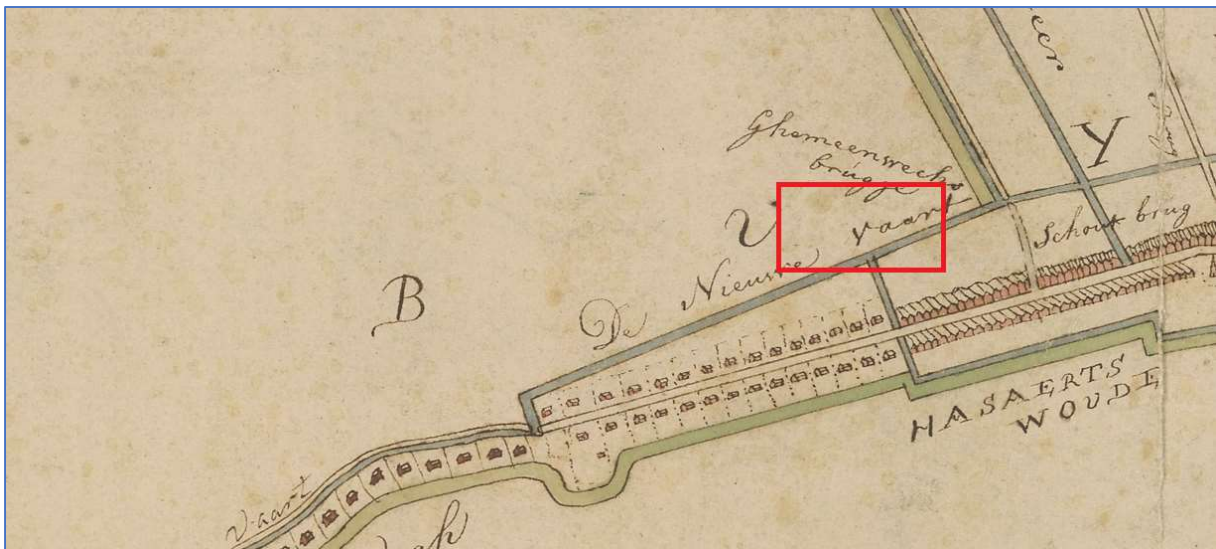 Ghemeenwechs
brugge
Y
B
De Nieuwe Vaart
Schout brug
HASAERTS
WOUDE
Vaart